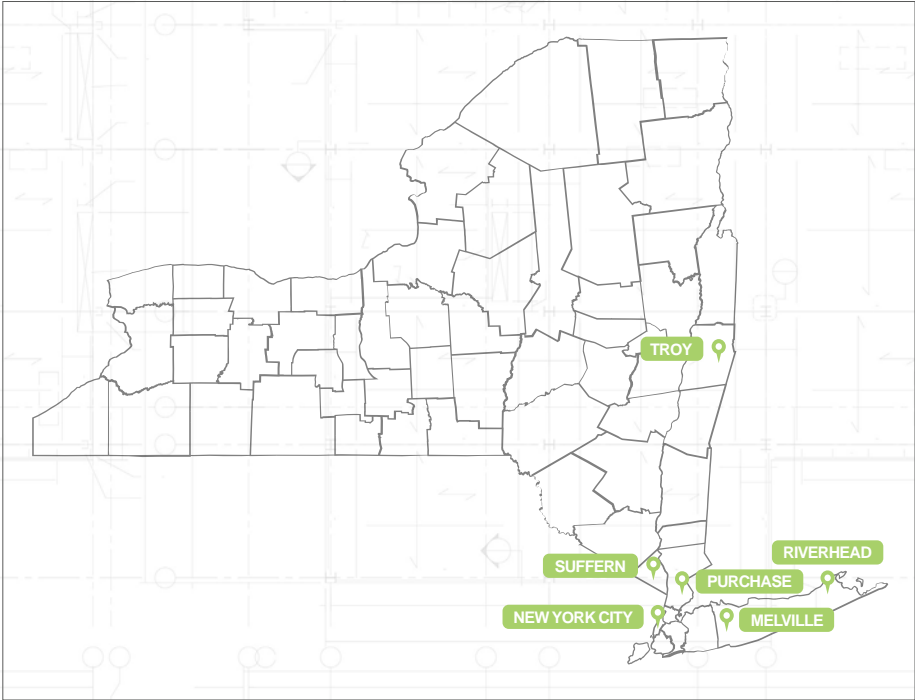 TROY
RIVERHEAD
SUFFERN
PURCHASE
NEW YORK CITY
MELVILLE